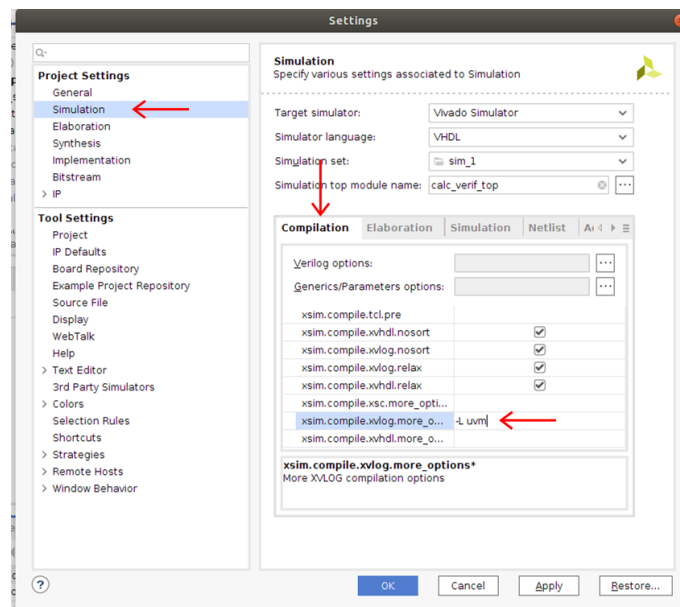 Settings
Q-
Project Settings
General
Simulation
Elaboration
Synthesis
Implementation
Bitstream
> IP
Tool Settings
Project
IP Defaults
Board Repository
Example Project Repository
Source File
Display
WebTalk
Help
> Text Editor
3rd Party Simulators
> Colors
Selection Rules
Shortcuts
> Strategies
> Remote Hosts
> Window Behavior
Simulation
Specify various settings associated to Simulation
Target simulator: Vivado Simulator
Simulator language: VHDL
Simulation set: sim_1
Simulation top module name: calc_verif_top ...
Compilation Elaboration Simulation Netlist
Verilog options: ...
Generics/Parameters options: ...
xsim.compile.tcl.pre
xsim.compile.xvhdl.nosort
xsim.compile.xvlog.nosort
xsim.compile.xvlog.relax
xsim.compile.xvhdl.relax
xsim.compile.xsc.more_opti...
xsim.compile.xvlog.more_o... -L uvm
xsim.compile.xvhdl.more_o...
xsim.compile.xvlog.more_options*
More XVLOG compilation options
? OK Cancel Apply Restore...